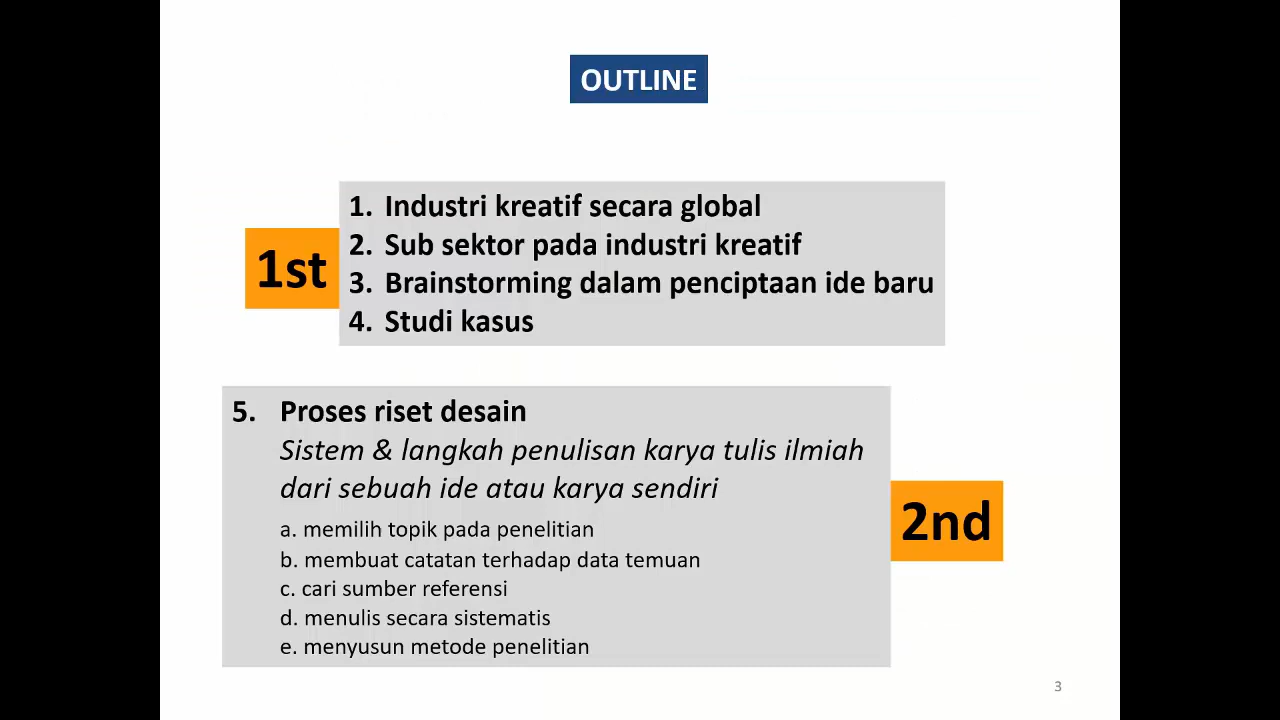 OUTLINE
1st
1. Industri kreatif secara global
2. Sub sektor pada industri kreatif
3. Brainstorming dalam penciptaan ide baru
4. Studi kasus
5. Proses riset desain
Sistem & langkah penulisan karya tulis ilmiah
dari sebuah ide atau karya sendiri
a. memilih topik pada penelitian
b. membuat catatan terhadap data temuan
c. cari sumber referensi
d. menulis secara sistematis
e. menyusun metode penelitian
2nd
3